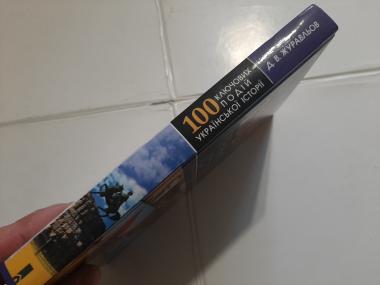 100
КЛЮЧОВИХ
ПОДІЙ
УКРАЇНСЬКОЇ ІСТОРІЇ
Д. В. ЖУРАВЛЬОВ